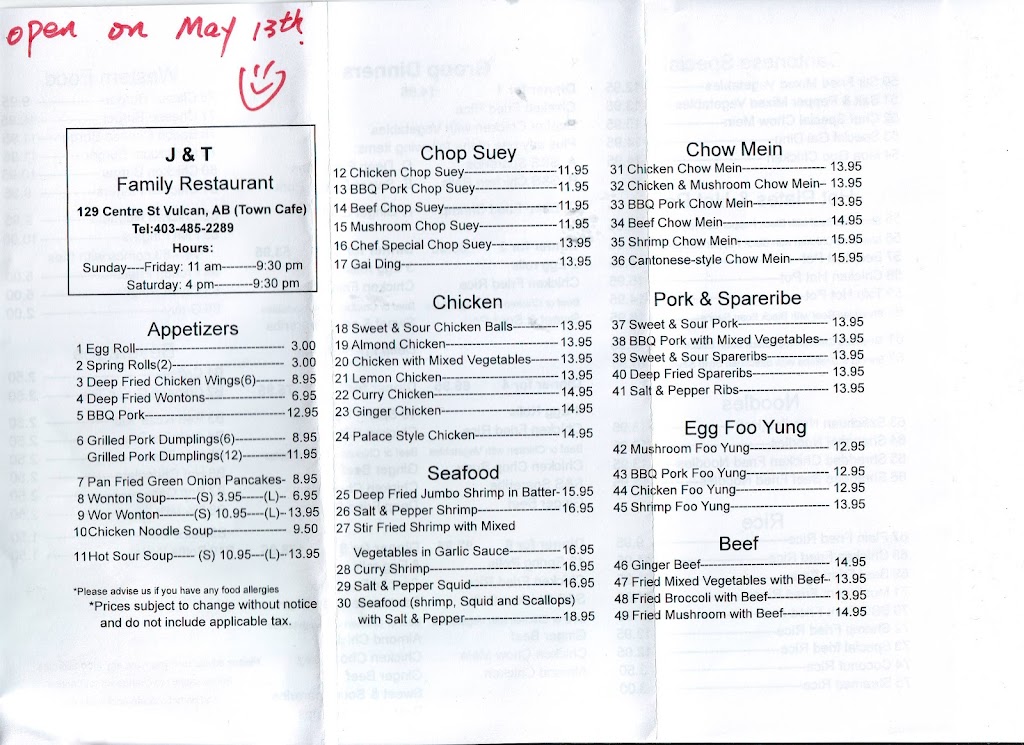 open on May 13th
J & T
Family Restaurant
129 Centre St Vulcan, AB (Town Cafe)
Tel:403-485-2289
Hours:
Sunday----Friday: 11 am--------9:30 pm
Saturday: 4 pm---------9:30 pm
Appetizers
1 Egg Roll------------------------------------ 3.00
2 Spring Rolls(2)--------------------------- 3.00
3 Deep Fried Chicken Wings(6)------- 8.95
4 Deep Fried Wontons------------------- 6.95
5 BBQ Pork----------------------------------12.95
6 Grilled Pork Dumplings(6)------------ 8.95
Grilled Pork Dumplings(12)----------11.95
7 Pan Fried Green Onion Pancakes- 8.95
8 Wonton Soup-------(S) 3.95-----(L)-- 6.95
9 Wor Wonton--------(S) 10.95----(L)--13.95
10 Chicken Noodle Soup----------------- 9.50
11 Hot Sour Soup----- (S) 10.95---(L)--13.95
*Please advise us if you have any food allergies
*Prices subject to change without notice
and do not include applicable tax.
Chop Suey
12 Chicken Chop Suey--------------------11.95
13 BBQ Pork Chop Suey------------------11.95
14 Beef Chop Suey-------------------------11.95
15 Mushroom Chop Suey-----------------11.95
16 Chef Special Chop Suey---------------13.95
17 Gai Ding-----------------------------------13.95
Chicken
18 Sweet & Sour Chicken Balls---------- 13.95
19 Almond Chicken------------------------- 13.95
20 Chicken with Mixed Vegetables------ 13.95
21 Lemon Chicken-------------------------- 13.95
22 Curry Chicken---------------------------- 14.95
23 Ginger Chicken-------------------------- 14.95
24 Palace Style Chicken------------------- 14.95
Seafood
25 Deep Fried Jumbo Shrimp in Batter-15.95
26 Salt & Pepper Shrimp------------------- 16.95
27 Stir Fried Shrimp with Mixed
Vegetables in Garlic Sauce------------16.95
28 Curry Shrimp-----------------------------16.95
29 Salt & Pepper Squid--------------------16.95
30 Seafood (shrimp, Squid and Scallops)
with Salt & Pepper---------------------18.95
Chow Mein
31 Chicken Chow Mein------------------- 13.95
32 Chicken & Mushroom Chow Mein-- 13.95
33 BBQ Pork Chow Mein----------------- 13.95
34 Beef Chow Mein------------------------ 14.95
35 Shrimp Chow Mein-------------------- 15.95
36 Cantonese-style Chow Mein--------- 15.95
Pork & Spareribe
37 Sweet & Sour Pork--------------------- 13.95
38 BBQ Pork with Mixed Vegetables-- 13.95
39 Sweet & Sour Spareribs-------------- 13.95
40 Deep Fried Spareribs----------------- 13.95
41 Salt & Pepper Ribs-------------------- 13.95
Egg Foo Yung
42 Mushroom Foo Yung------------------ 12.95
43 BBQ Pork Foo Yung------------------- 12.95
44 Chicken Foo Yung--------------------- 12.95
45 Shrimp Foo Yung---------------------- 13.95
Beef
46 Ginger Beef----------------------------- 14.95
47 Fried Mixed Vegetables with Beef-- 13.95
48 Fried Broccoli with Beef-------------- 13.95
49 Fried Mushroom with Beef----------- 14.95